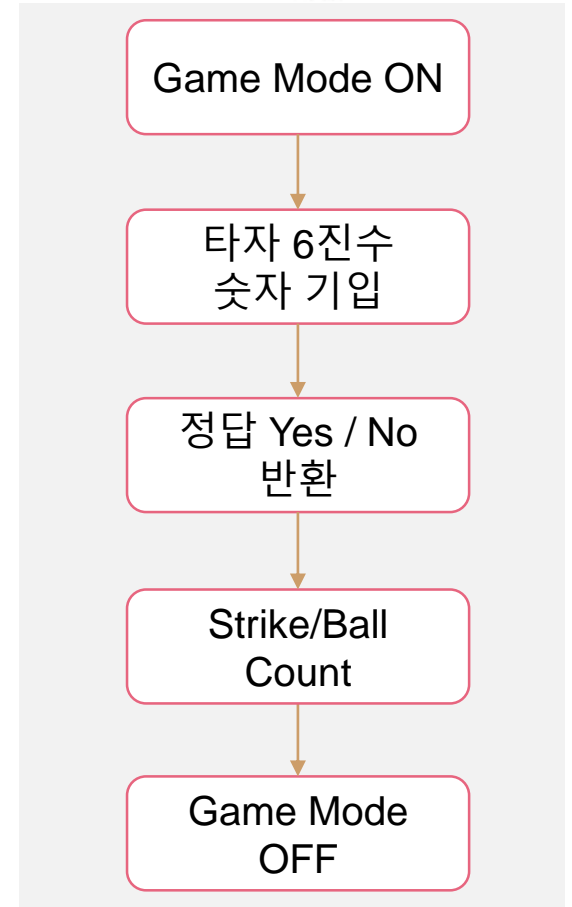 Game Mode ON
타자 6진수
숫자 기입
정답 Yes / No
반환
Strike/Ball
Count
Game Mode
OFF